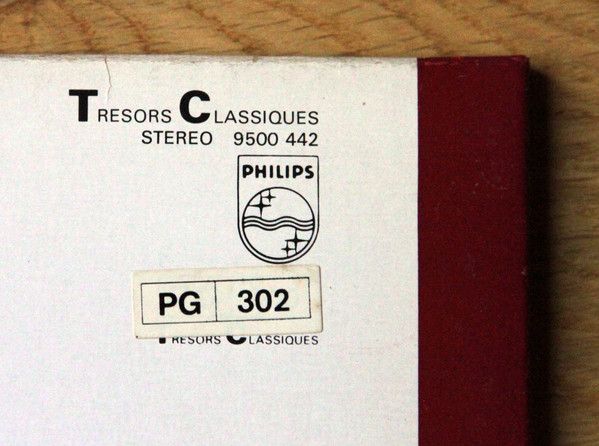 TRESORS CLASSIQUES
STEREO 9500 442
PHILIPS
PG 302
TRESORS CLASSIQUES